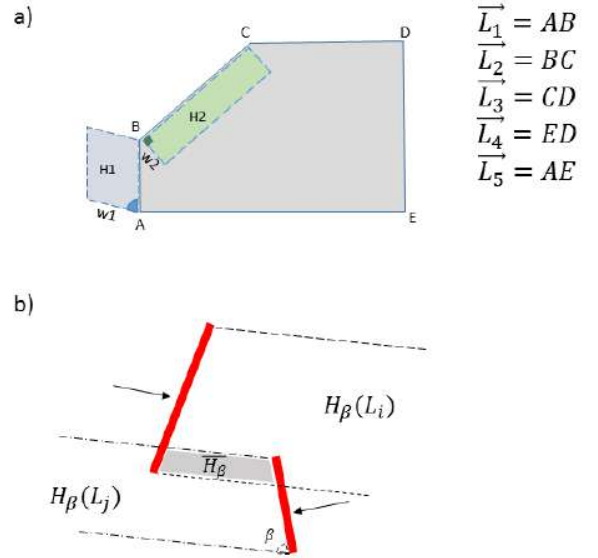 a)
C
D
B
H2
H1
w2
w1
A
E
L₁ = AB
L₂ = BC
L₃ = CD
L₄ = ED
L₅ = AE
b)
Hβ(Lᵢ)
Hβ
Hβ(Lⱼ)
β